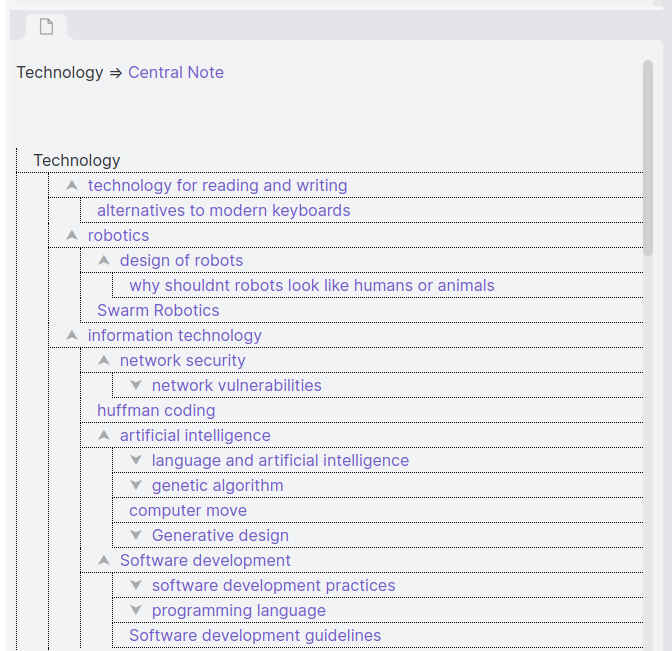 Technology ⇒ Central Note
Technology
technology for reading and writing
alternatives to modern keyboards
robotics
design of robots
why shouldnt robots look like humans or animals
Swarm Robotics
information technology
network security
network vulnerabilities
huffman coding
artificial intelligence
language and artificial intelligence
genetic algorithm
computer move
Generative design
Software development
software development practices
programming language
Software development guidelines